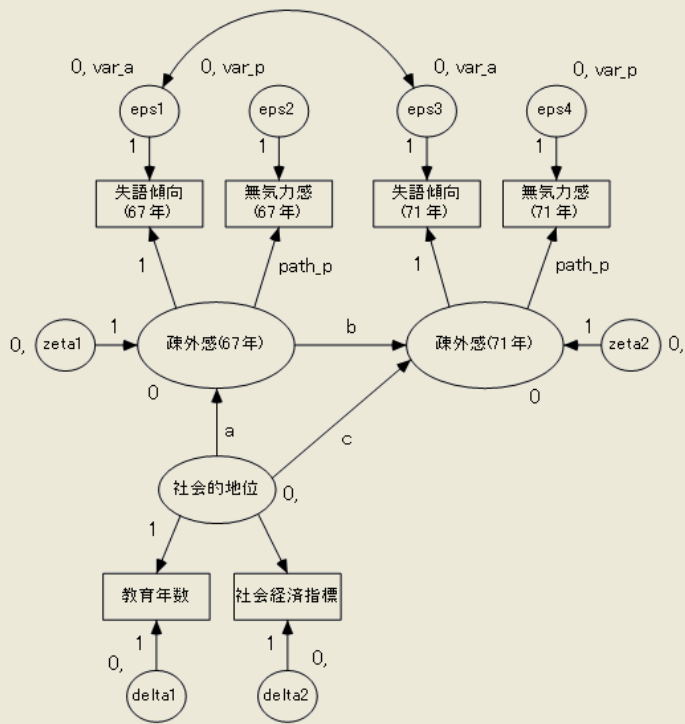 0, var_a
0, var_p
0, var_a
0, var_p
eps1
eps2
eps3
eps4
1
1
1
1
失語傾向
(67年)
無気力感
(67年)
失語傾向
(71年)
無気力感
(71年)
1
path_p
1
path_p
0,
zeta1
1
疎外感(67年)
b
疎外感(71年)
1
zeta2
0,
0
0
a
c
社会的地位
0,
1
教育年数
社会経済指標
1
1
0,
0,
delta1
delta2